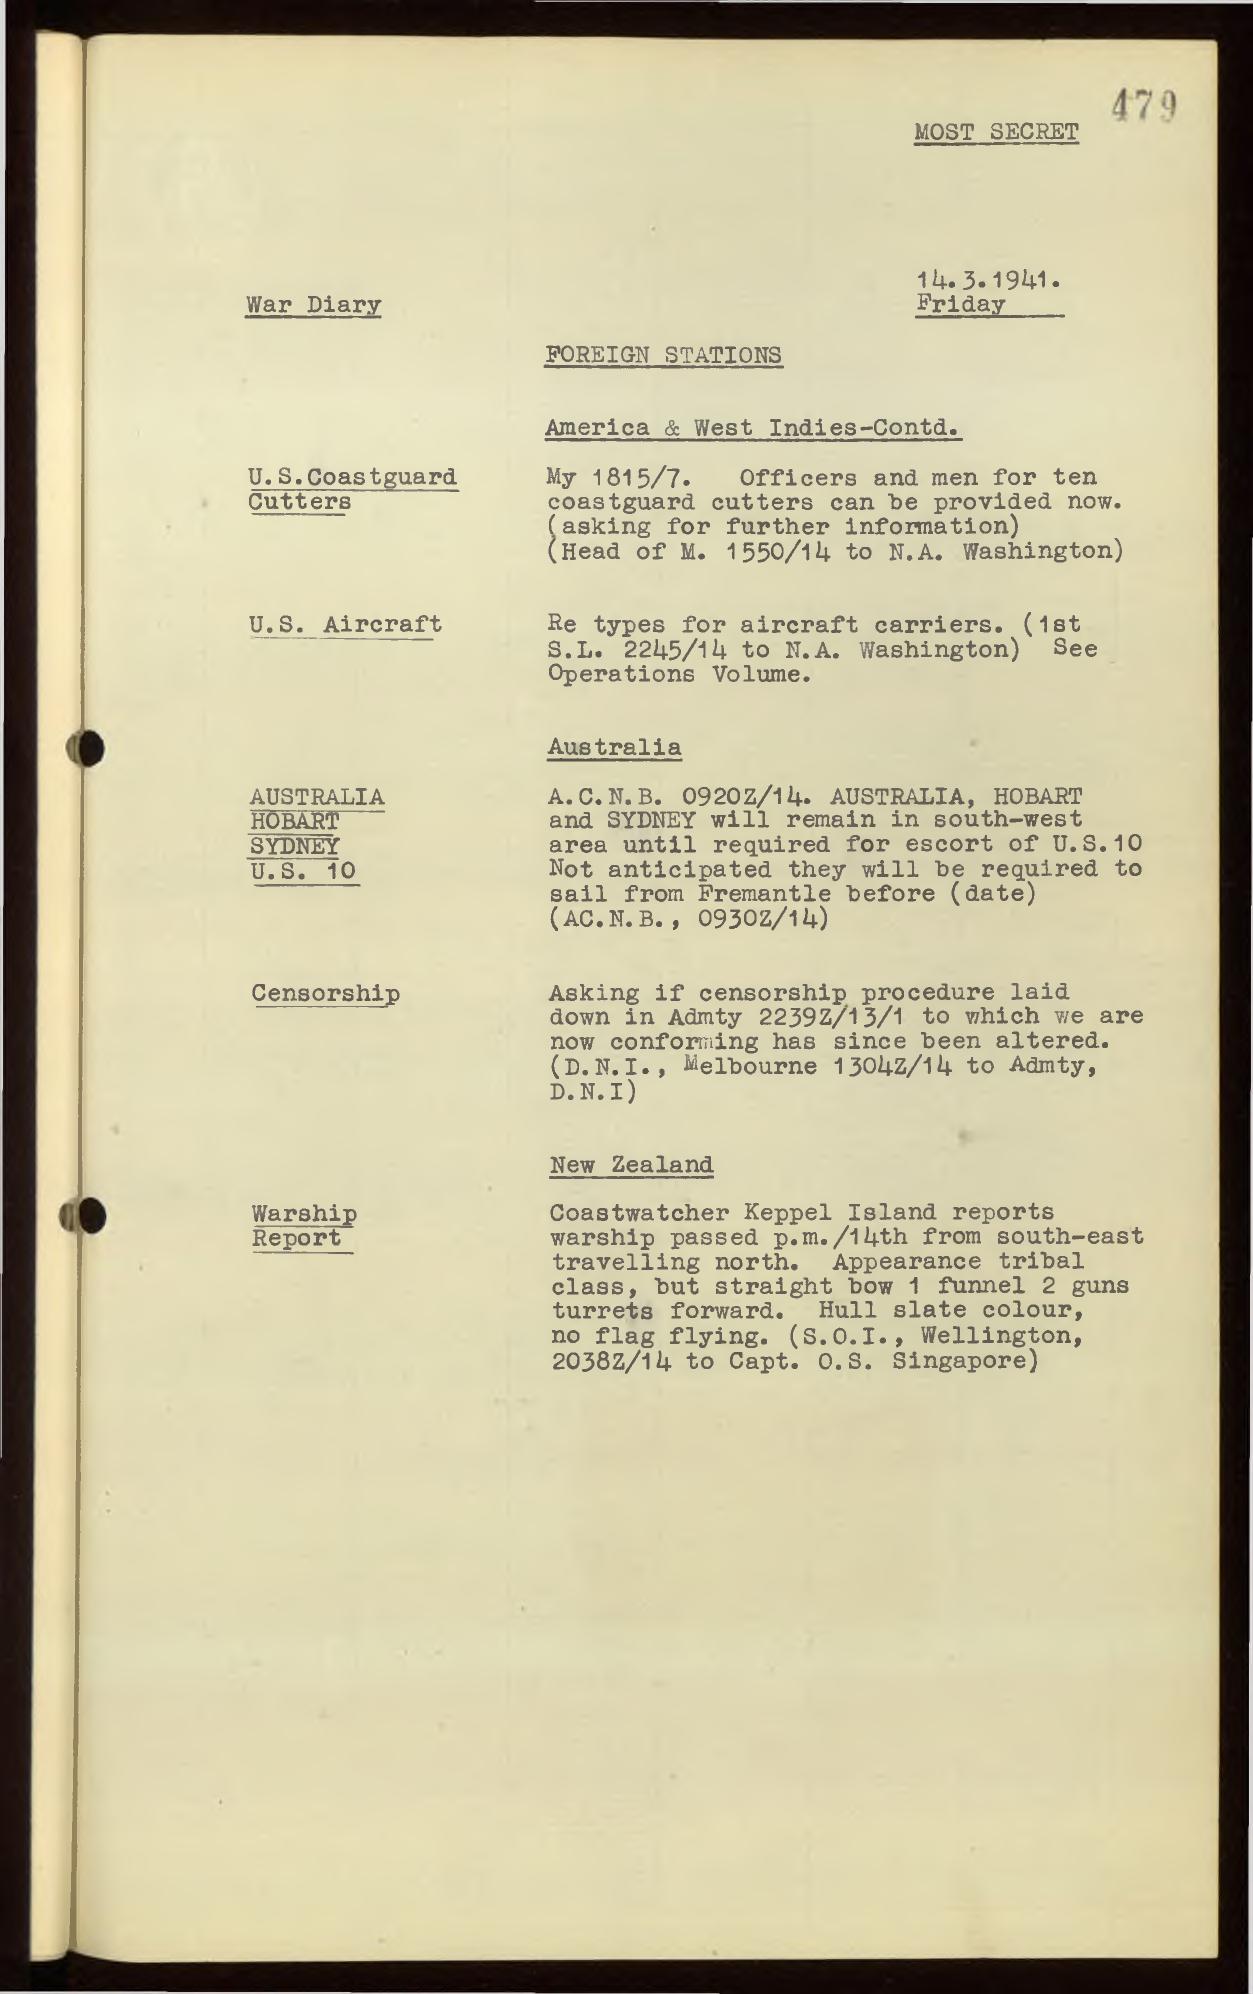 479
MOST SECRET
14.3.1941.
War Diary
Friday
FOREIGN STATIONS
America & West Indies-Contd.
U.S.Coastguard
Cutters
My 1815/7. Officers and men for ten
coastguard cutters can be provided now.
(asking for further information)
(Head of M. 1550/14 to N.A. Washington)
U.S. Aircraft
Re types for aircraft carriers. (1st
S.L. 2245/14 to N.A. Washington) See
Operations Volume.
Australia
AUSTRALIA
HOBART
SYDNEY
U.S. 10
A.C.N.B. 0920Z/14. AUSTRALIA, HOBART
and SYDNEY will remain in south-west
area until required for escort of U.S.10
Not anticipated they will be required to
sail from Fremantle before (date)
(AC.N.B., 0930Z/14)
Censorship
Asking if censorship procedure laid
down in Admty 2239Z/13/1 to which we are
now conforming has since been altered.
(D.N.I., Melbourne 1304Z/14 to Admty,
D.N.I)
New Zealand
Warship
Report
Coastwatcher Keppel Island reports
warship passed p.m./14th from south-east
travelling north. Appearance tribal
class, but straight bow 1 funnel 2 guns
turrets forward. Hull slate colour,
no flag flying. (S.O.I., Wellington,
2038Z/14 to Capt. O.S. Singapore)